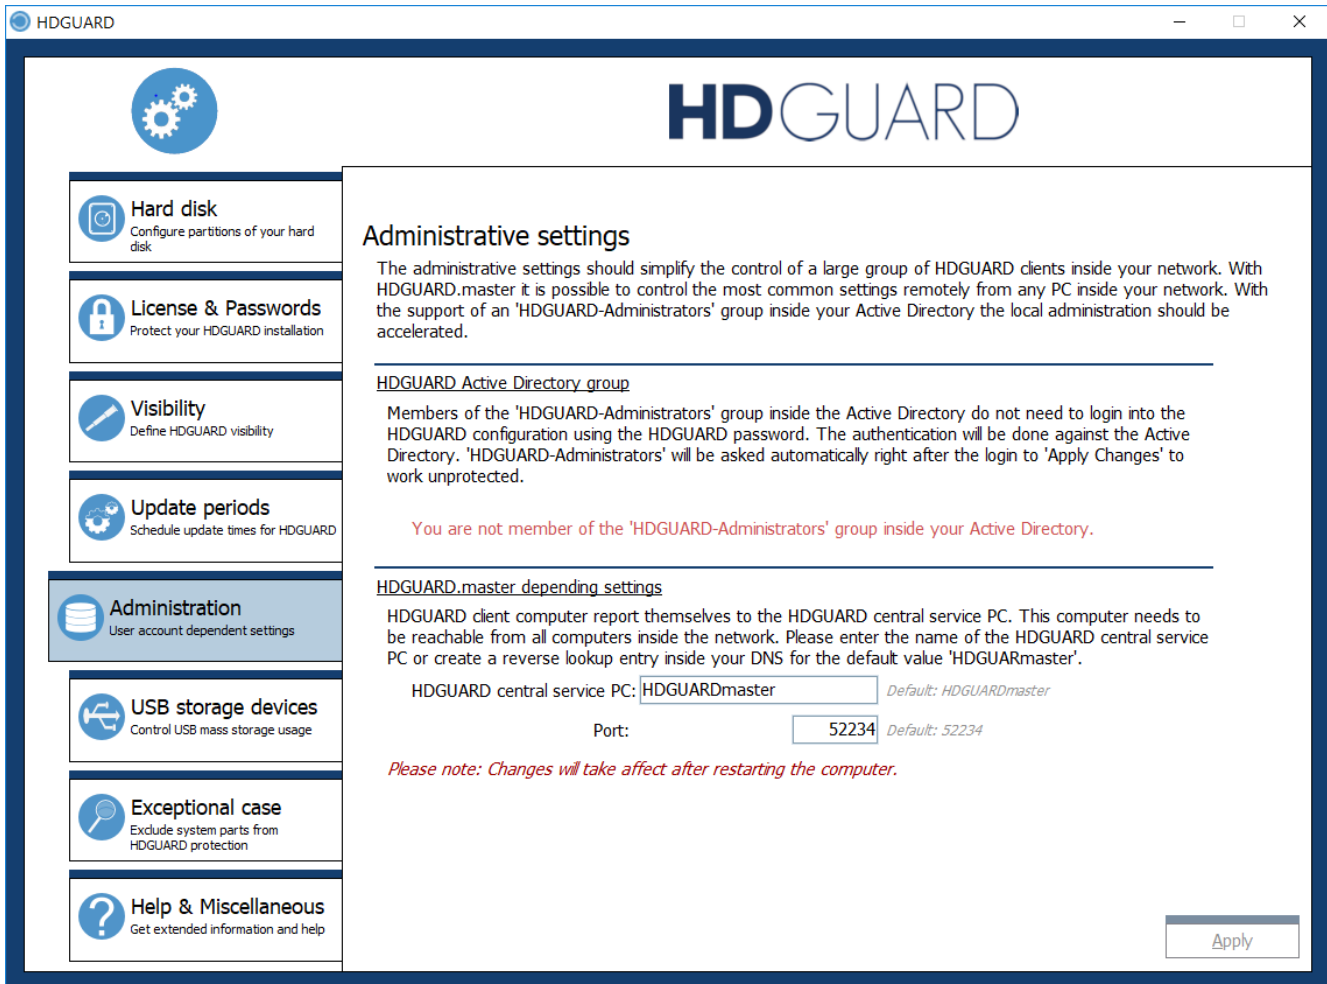 HDGUARD
HDGUARD
Hard disk
Configure partitions of your hard
disk
License & Passwords
Protect your HDGUARD installation
Visibility
Define HDGUARD visibility
Update periods
Schedule update times for HDGUARD
Administration
User account dependent settings
USB storage devices
Control USB mass storage usage
Exceptional case
Exclude system parts from
HDGUARD protection
Help & Miscellaneous
Get extended information and help
Administrative settings
The administrative settings should simplify the control of a large group of HDGUARD clients inside your network. With
HDGUARD.master it is possible to control the most common settings remotely from any PC inside your network. With
the support of an 'HDGUARD-Administrators' group inside your Active Directory the local administration should be
accelerated.
HDGUARD Active Directory group
Members of the 'HDGUARD-Administrators' group inside the Active Directory do not need to login into the
HDGUARD configuration using the HDGUARD password. The authentication will be done against the Active
Directory. 'HDGUARD-Administrators' will be asked automatically right after the login to 'Apply Changes' to
work unprotected.
You are not member of the 'HDGUARD-Administrators' group inside your Active Directory.
HDGUARD.master depending settings
HDGUARD client computer report themselves to the HDGUARD central service PC. This computer needs to
be reachable from all computers inside the network. Please enter the name of the HDGUARD central service
PC or create a reverse lookup entry inside your DNS for the default value 'HDGUARmaster'.
HDGUARD central service PC: HDGUARDmaster Default: HDGUARDmaster
Port: 52234 Default: 52234
Please note: Changes will take affect after restarting the computer.
Apply